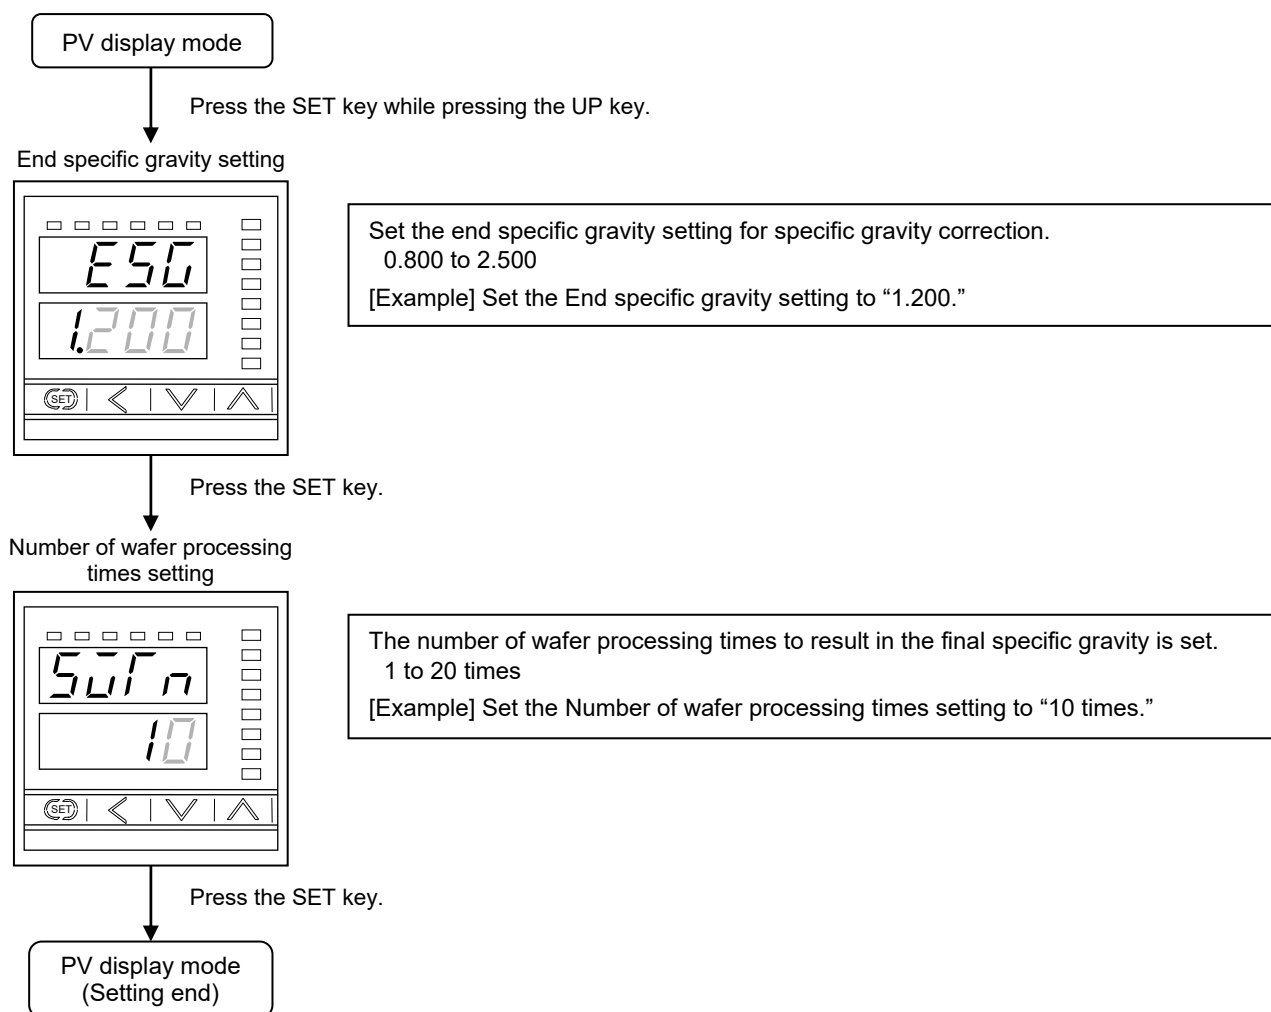 PV display mode
Press the SET key while pressing the UP key.
End specific gravity setting
ESG
1.200
SET
Set the end specific gravity setting for specific gravity correction.
0.800 to 2.500
[Example] Set the End specific gravity setting to “1.200.”
Press the SET key.
Number of wafer processing
times setting
10
SET
The number of wafer processing times to result in the final specific gravity is set.
1 to 20 times
[Example] Set the Number of wafer processing times setting to “10 times.”
Press the SET key.
PV display mode
(Setting end)